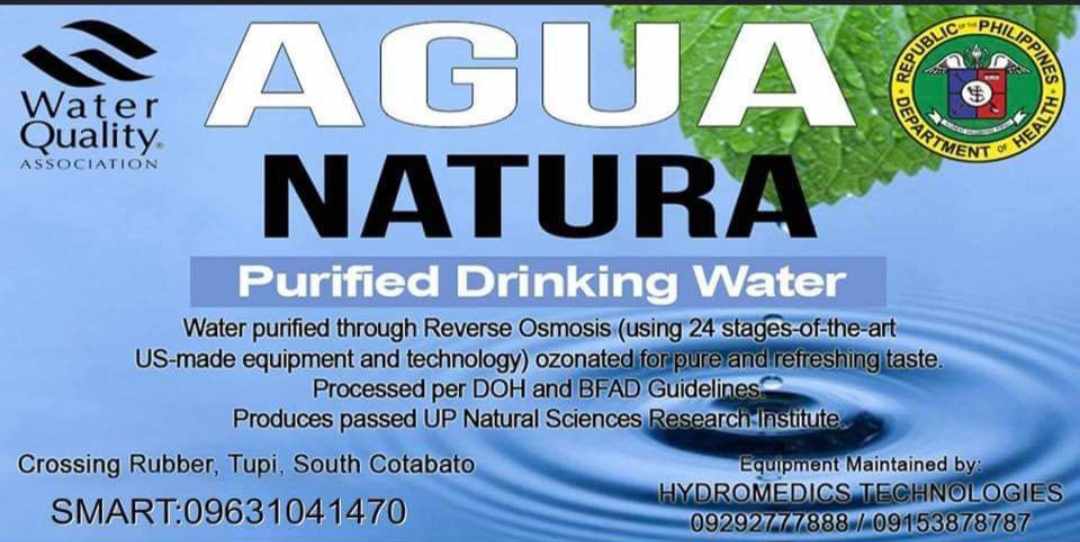 Water
Quality®
ASSOCIATION
AGUA
NATURA
REPUBLIC OF THE PHILIPPINES
DEPARTMENT OF HEALTH
Purified Drinking Water
Water purified through Reverse Osmosis (using 24 stages-of-the-art
US-made equipment and technology) ozonated for pure and refreshing taste.
Processed per DOH and BFAD Guidelines.
Produces passed UP Natural Sciences Research Institute.
Crossing Rubber, Tupi, South Cotabato
SMART:09631041470
Equipment Maintained by:
HYDROMEDICS TECHNOLOGIES
09292777888 / 09153878787